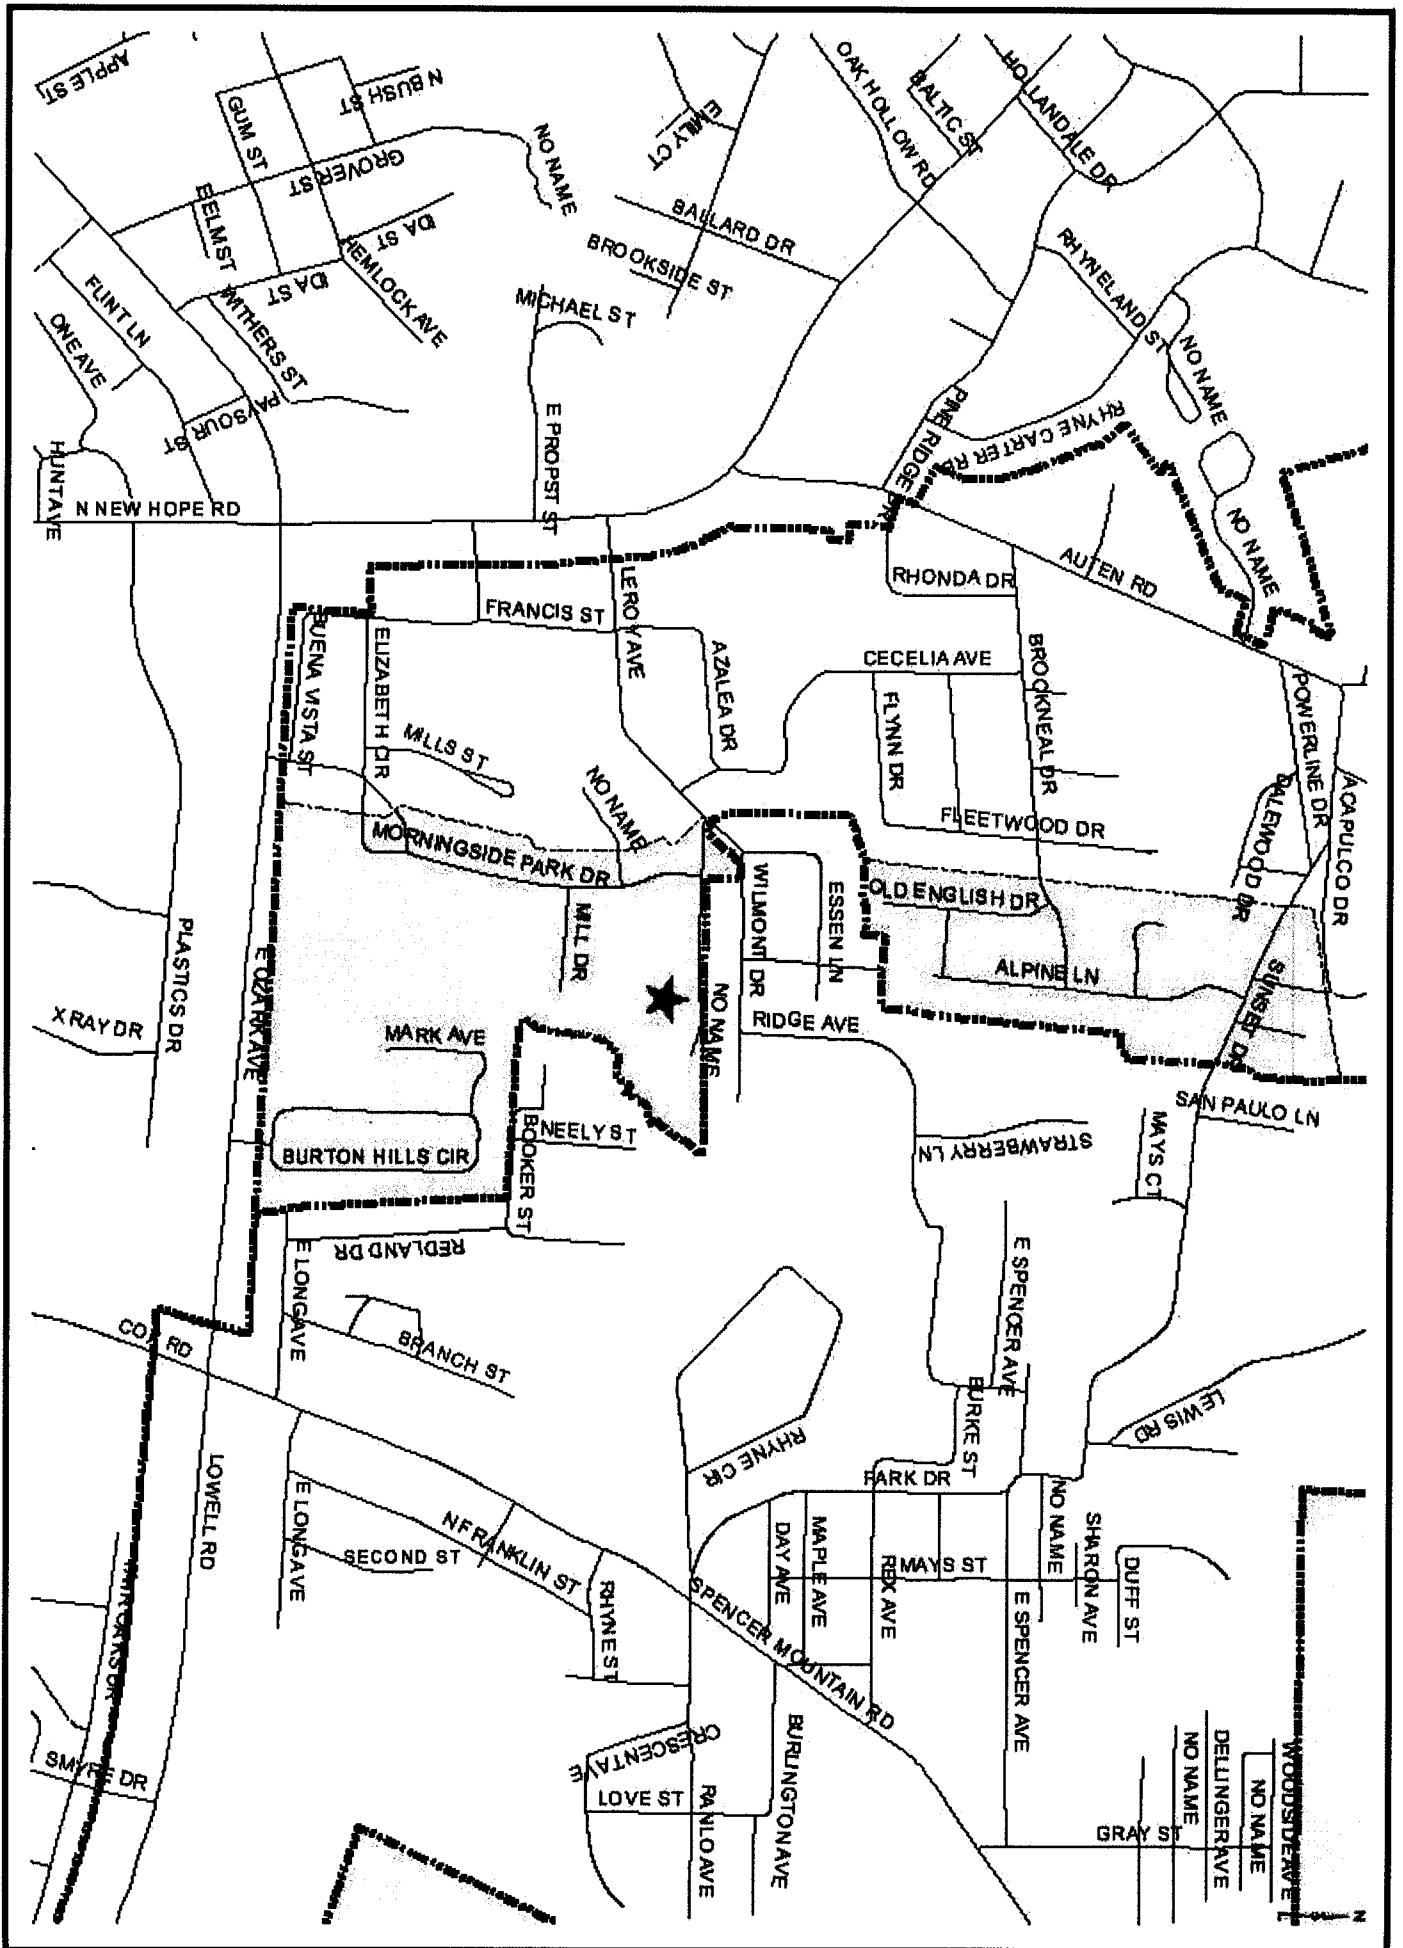 APPLE ST
N BUSH ST
GUM ST
GROVER ST
NO NAME
EMILY CT
OAK HOLLOW RD
BALTIC ST
HOLLANDALE DR
E ELM ST
IDA ST
IDA ST
HEMLOCK AVE
WITHERS ST
BALLARD DR
BROOKSIDE ST
MICHAEL ST
RHYNELAND ST
NO NAME
FLINT LN
ONE AVE
PAYSOUR ST
E PROPST ST
PINE RIDGE DR
RHYNE CARTER RD
HUNT AVE
N NEW HOPE RD
NO NAME
AUTEN RD
RHONDA DR
FRANCIS ST
LEROY AVE
BUENA VISTA ST
ELIZABETH CIR
AZALEA DR
CECELIA AVE
BROCKNEAL DR
FLYNN DR
POWERLINE DR
ACAPULCO DR
DALEWOOD DR
MILLS ST
NO NAME
FLEETWOOD DR
MORNINGSIDE PARK DR
WILMONT DR
ESSEN LN
OLD ENGLISH DR
MILL DR
PLASTICS DR
E OZARK AVE
ALPINE LN
SUNSET DR
NO NAME
RIDGE AVE
X RAY DR
MARK AVE
SAN PAULO LN
MAYS CT
STRAWBERRY LN
BOOKER ST
NEELY ST
BURTON HILLS CIR
REDLAND DR
E LONG AVE
E SPENCER AVE
COX RD
BRANCH ST
BURKE ST
LEWIS RD
RHYNE CIR
PARK DR
NO NAME
LOWELL RD
E LONG AVE
N FRANKLIN ST
SECOND ST
RHYNE ST
SPENCER MOUNTAIN RD
DAY AVE
MAPLE AVE
REX AVE
MAYS ST
SHARON AVE
DUFF ST
E SPENCER AVE
CRESCENT AVE
LOVE ST
RANLO AVE
BURLINGTON AVE
SMYRE DR
GRAY ST
NO NAME
DELLINGER AVE
NO NAME
WOODSIDE AVE
N